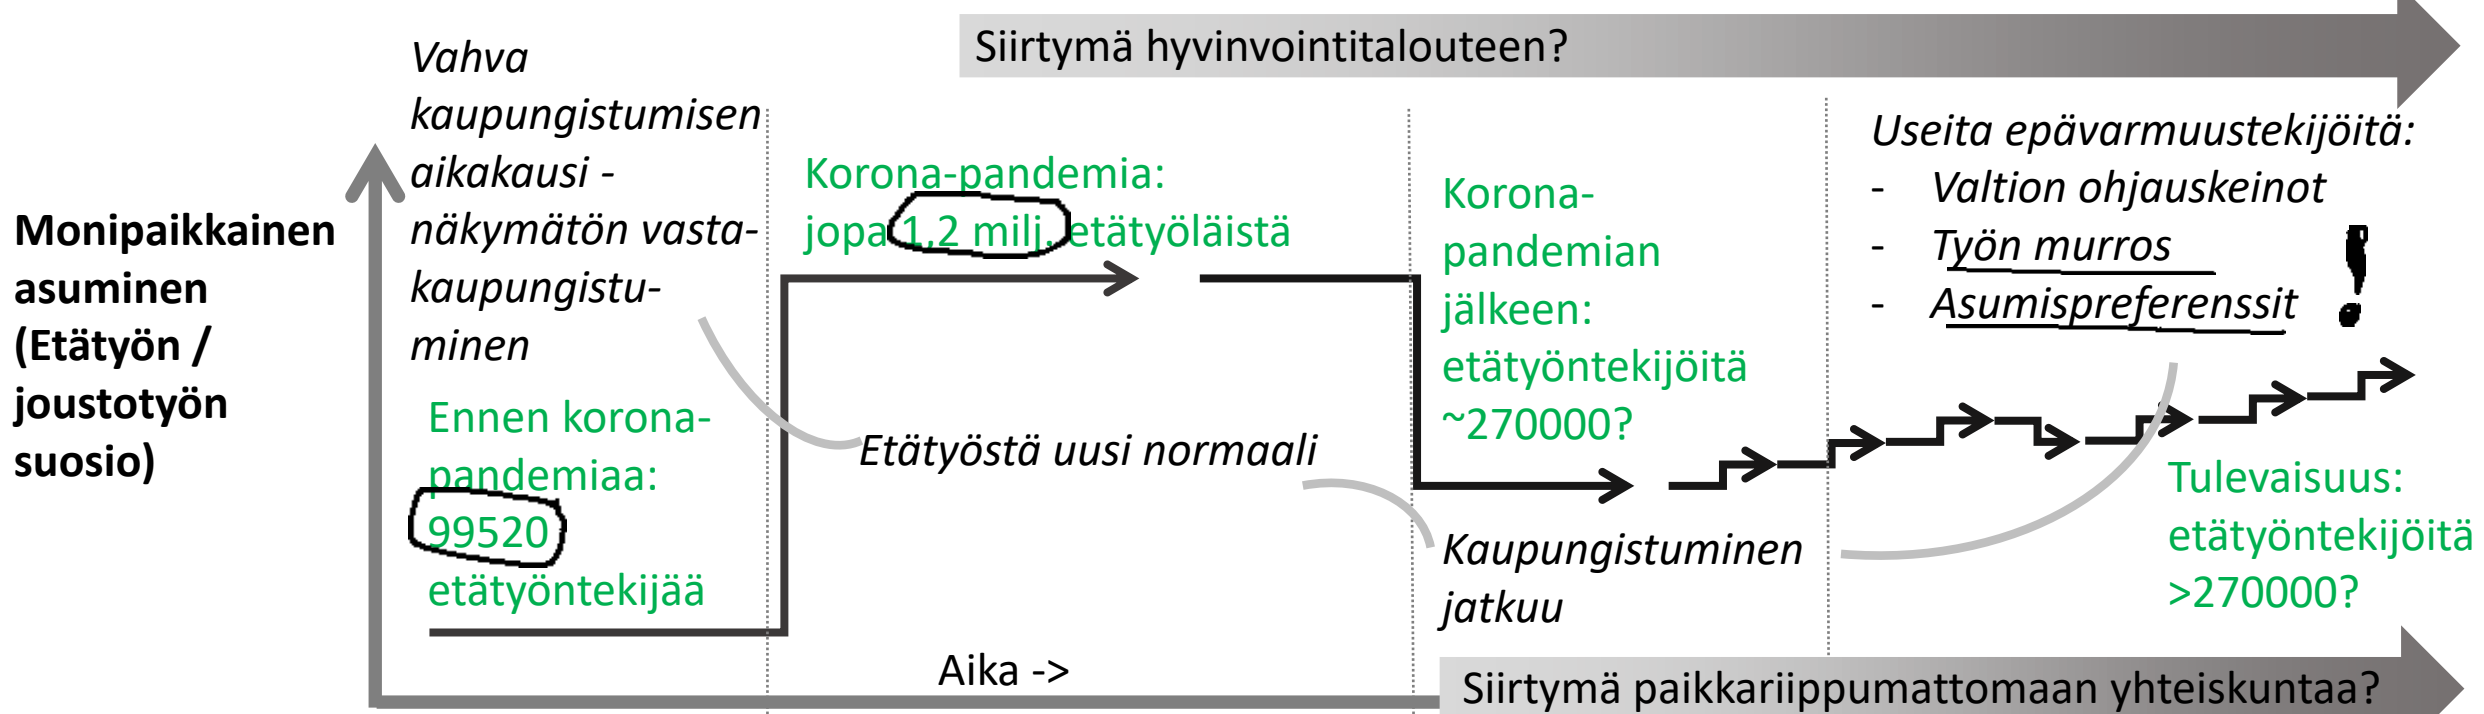 Siirtymä hyvinvointitalouteen?
Monipaikkainen
asuminen
(Etätyön /
joustotyön
suosio)
Vahva
kaupungistumisen
aikakausi -
näkymätön vasta-
kaupungistu-
minen
Ennen korona-
pandemiaa:
99520
etätyöntekijää
Korona-pandemia:
jopa 1,2 milj. etätyöläistä
Etätyöstä uusi normaali
Korona-
pandemian
jälkeen:
etätyöntekijöitä
~270000?
Kaupungistuminen
jatkuu
Useita epävarmuustekijöitä:
- Valtion ohjauskeinot
- Työn murros
- Asumispreferenssit
!
Tulevaisuus:
etätyöntekijöitä
>270000?
Aika ->
Siirtymä paikkariippumattomaan yhteiskuntaa?